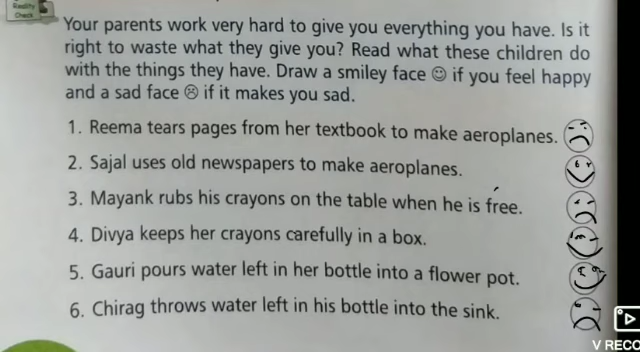 Reality
Check
Your parents work very hard to give you everything you have. Is it
right to waste what they give you? Read what these children do
with the things they have. Draw a smiley face ☺ if you feel happy
and a sad face ☹ if it makes you sad.
1. Reema tears pages from her textbook to make aeroplanes.
2. Sajal uses old newspapers to make aeroplanes.
3. Mayank rubs his crayons on the table when he is free.
4. Divya keeps her crayons carefully in a box.
5. Gauri pours water left in her bottle into a flower pot.
6. Chirag throws water left in his bottle into the sink.
V RECO